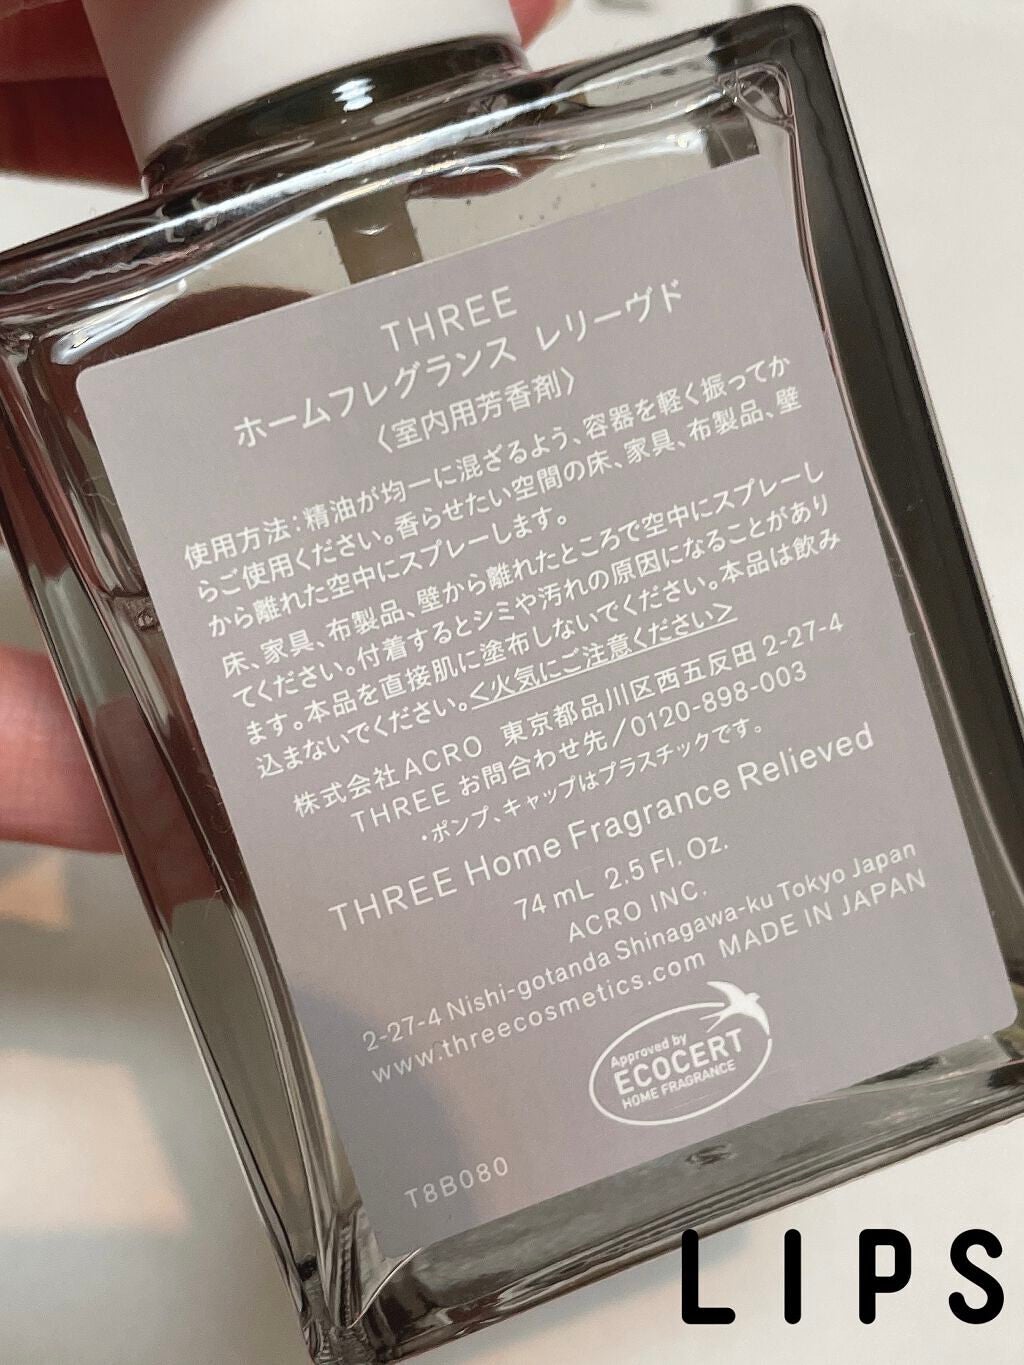 THREE
ホームフレグランス レリーヴド
〈室内用芳香剤〉
使用方法:精油が均一に混ざるよう、容器を軽く振ってか
らご使用ください。香らせたい空間の床、家具、布製品、壁
から離れた空中にスプレーします。
床、家具、布製品、壁から離れたところで空中にスプレーし
てください。付着するとシミや汚れの原因になることがあり
ます。本品を直接肌に塗布しないでください。本品は飲み
込まないでください。<火気にご注意ください>
株式会社ACRO 東京都品川区西五反田 2-27-4
THREE お問合わせ先/0120-898-003
・ポンプ、キャップはプラスチックです。
THREE Home Fragrance Relieved
74 mL 2.5 Fl. Oz.
ACRO INC.
2-27-4 Nishi-gotanda Shinagawa-ku Tokyo Japan
www.threecosmetics.com MADE IN JAPAN
Approved by
ECOCERT
HOME FRAGRANCE
T8B080
LIPS